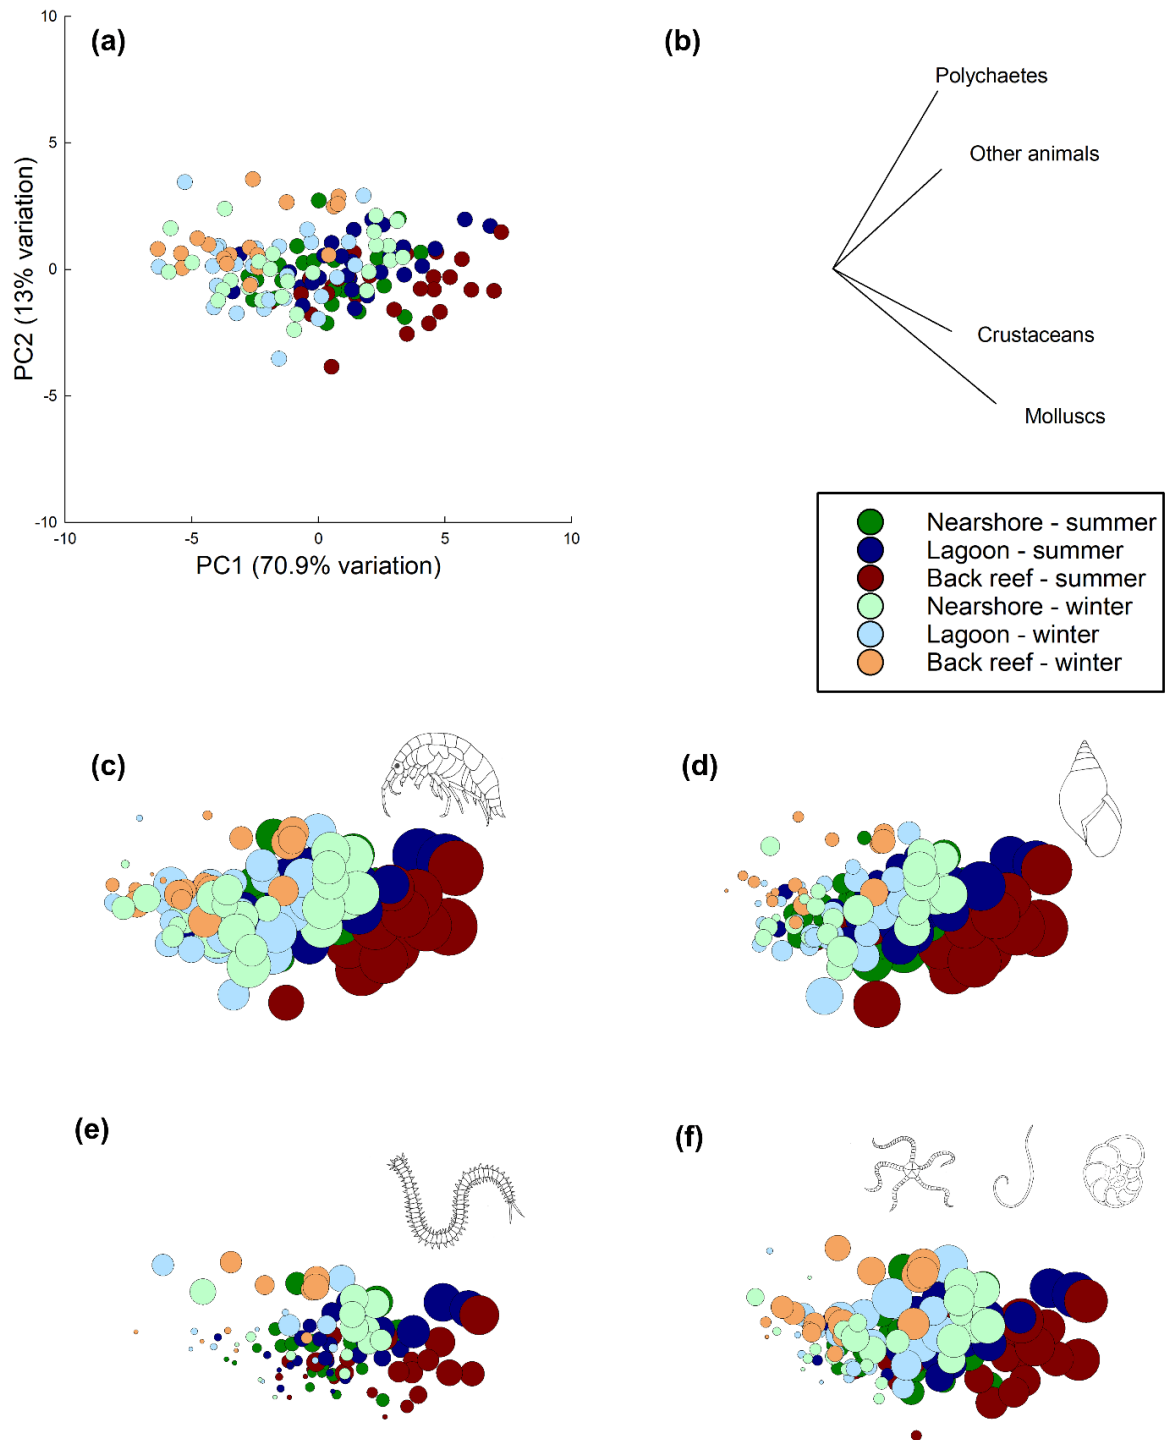 (a)
10
5
0
-5
-10
PC2 (13% variation)
-10 -5 0 5 10
PC1 (70.9% variation)
(b)
Polychaetes
Other animals
Crustaceans
Molluscs
Nearshore - summer
Lagoon - summer
Back reef - summer
Nearshore - winter
Lagoon - winter
Back reef - winter
(c)
(d)
(e)
(f)